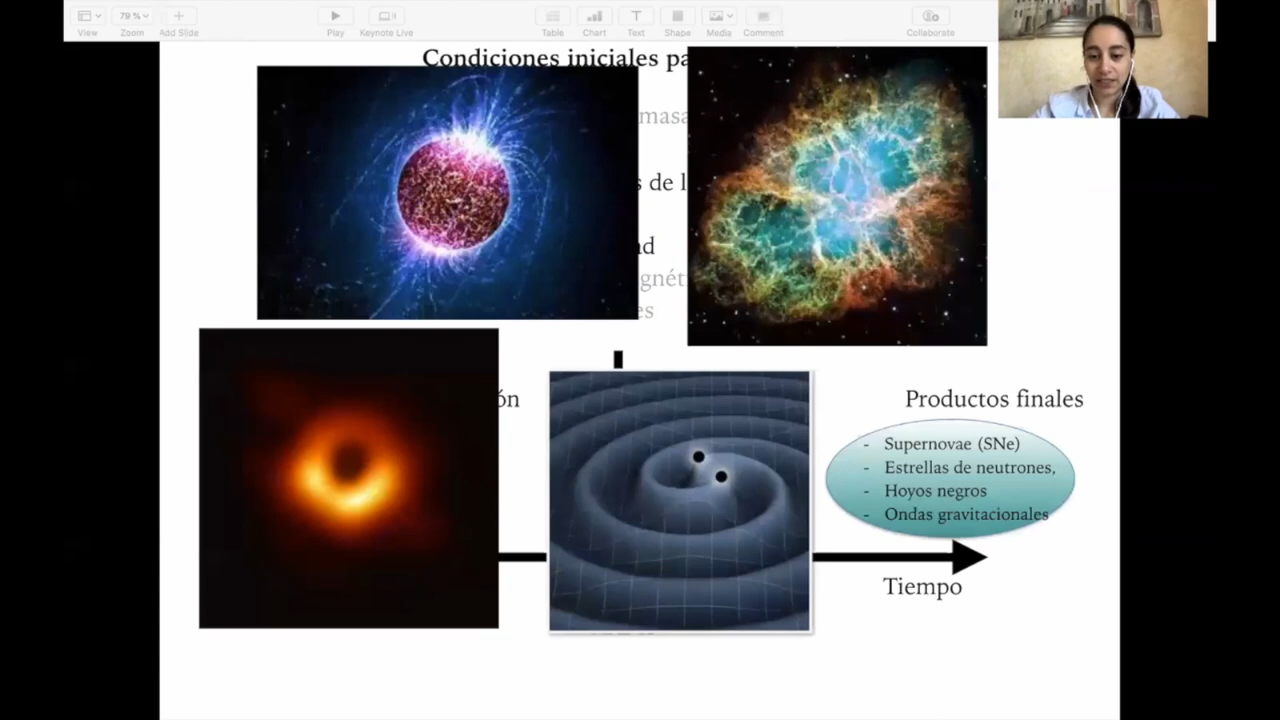 View
79 %
Zoom
Add Slide
Play
Keynote Live
Table
Chart
Text
Shape
Media
Comment
Collaborate
Condiciones iniciales pa
masa
s de l
ad
gnét
es
ón
Productos finales
- Supernovae (SNe)
- Estrellas de neutrones,
- Hoyos negros
- Ondas gravitacionales
Tiempo